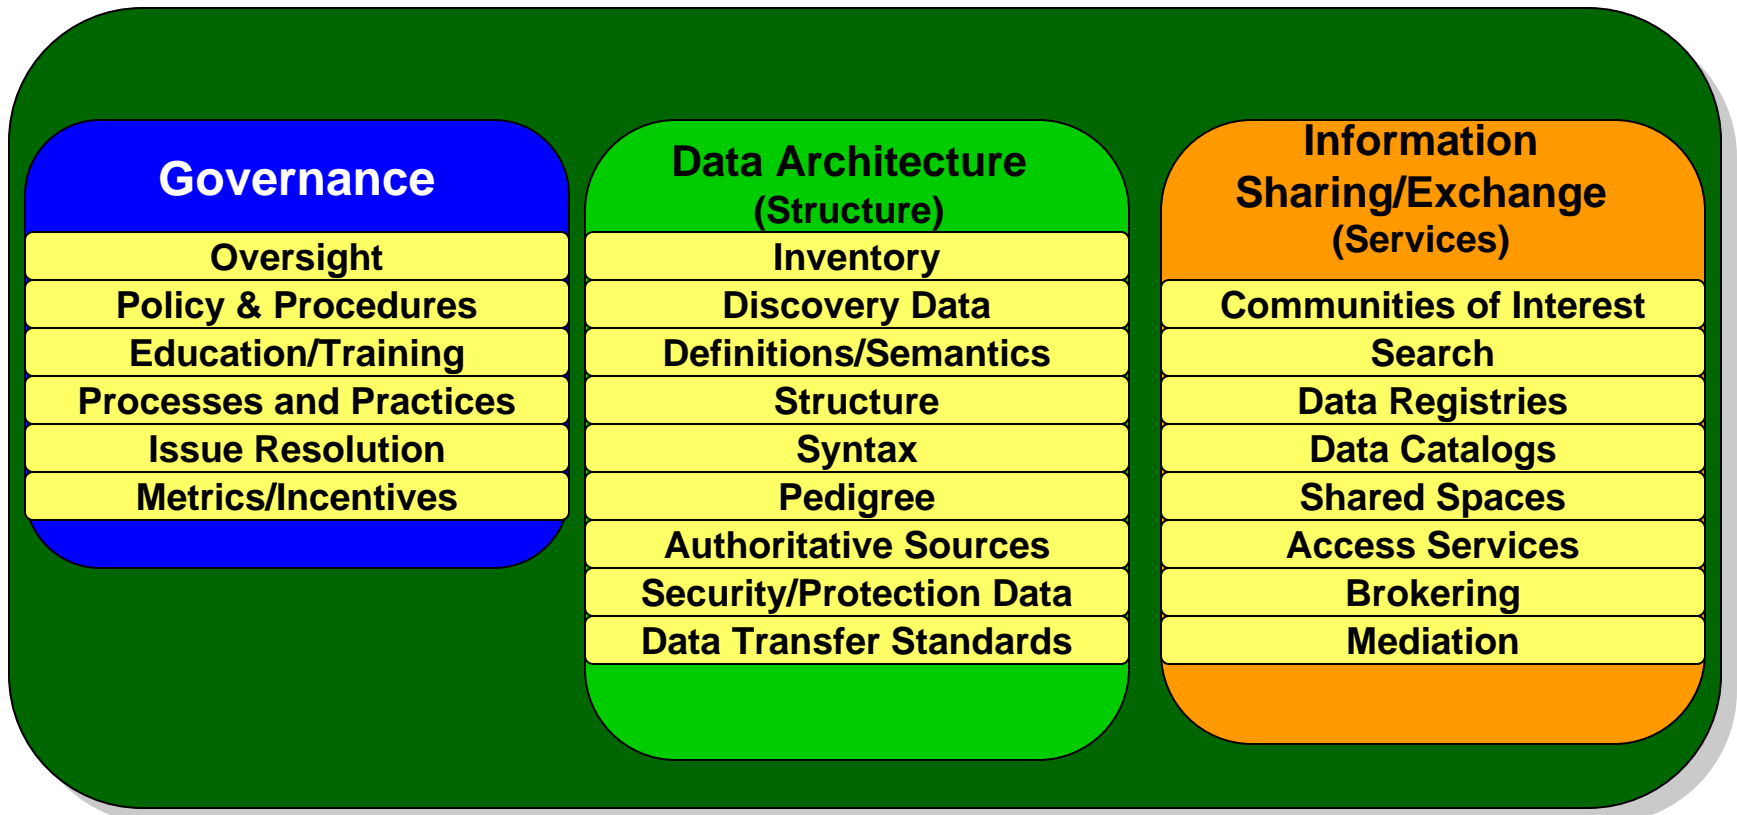 Governance
Oversight
Policy & Procedures
Education/Training
Processes and Practices
Issue Resolution
Metrics/Incentives
Data Architecture
(Structure)
Inventory
Discovery Data
Definitions/Semantics
Structure
Syntax
Pedigree
Authoritative Sources
Security/Protection Data
Data Transfer Standards
Information
Sharing/Exchange
(Services)
Communities of Interest
Search
Data Registries
Data Catalogs
Shared Spaces
Access Services
Brokering
Mediation